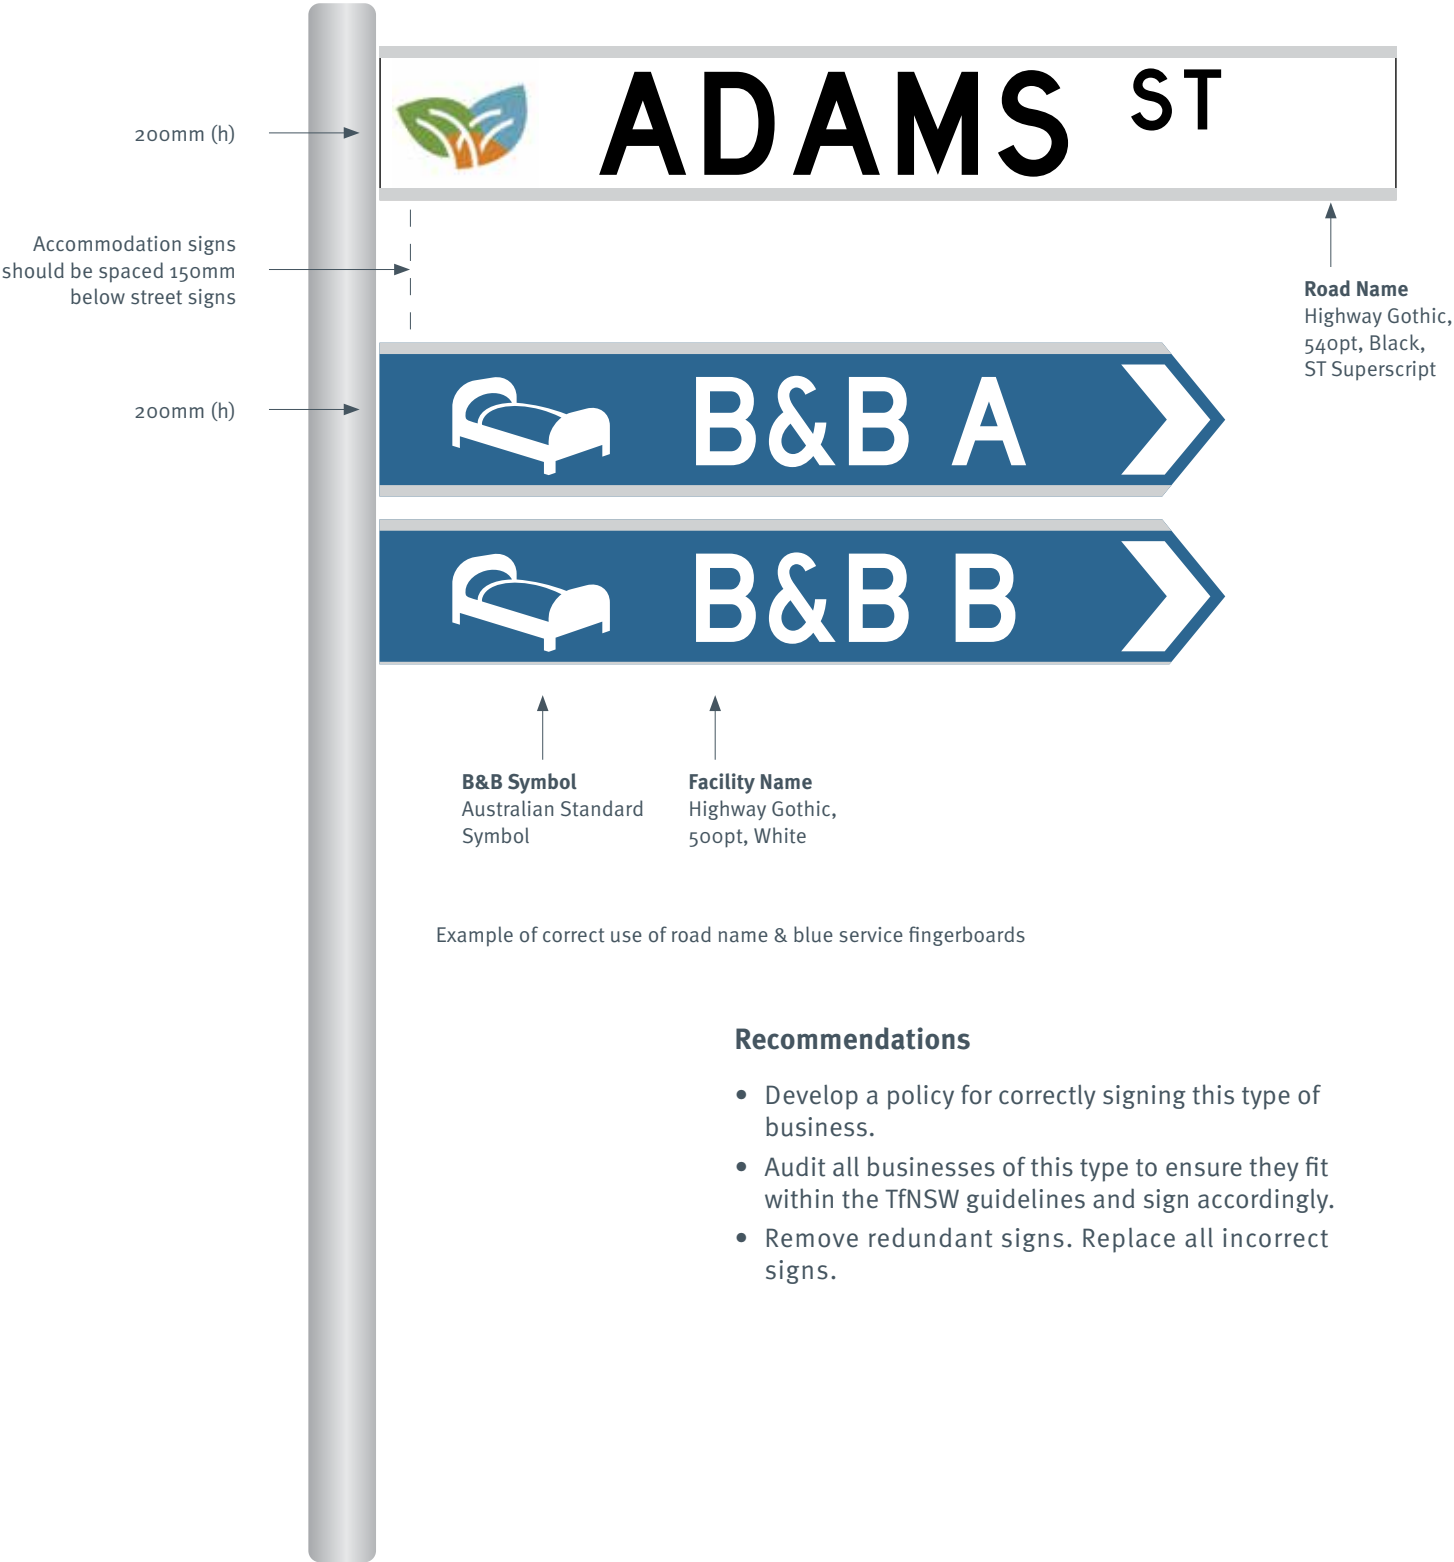 ADAMS ST
200mm (h)
Accommodation signs
should be spaced 150mm
below street signs
Road Name
Highway Gothic,
540pt, Black,
ST Superscript
200mm (h)
B&B A
B&B B
B&B Symbol
Australian Standard
Symbol
Facility Name
Highway Gothic,
500pt, White
Example of correct use of road name & blue service fingerboards
Recommendations
• Develop a policy for correctly signing this type of
business.
• Audit all businesses of this type to ensure they fit
within the TfNSW guidelines and sign accordingly.
• Remove redundant signs. Replace all incorrect
signs.